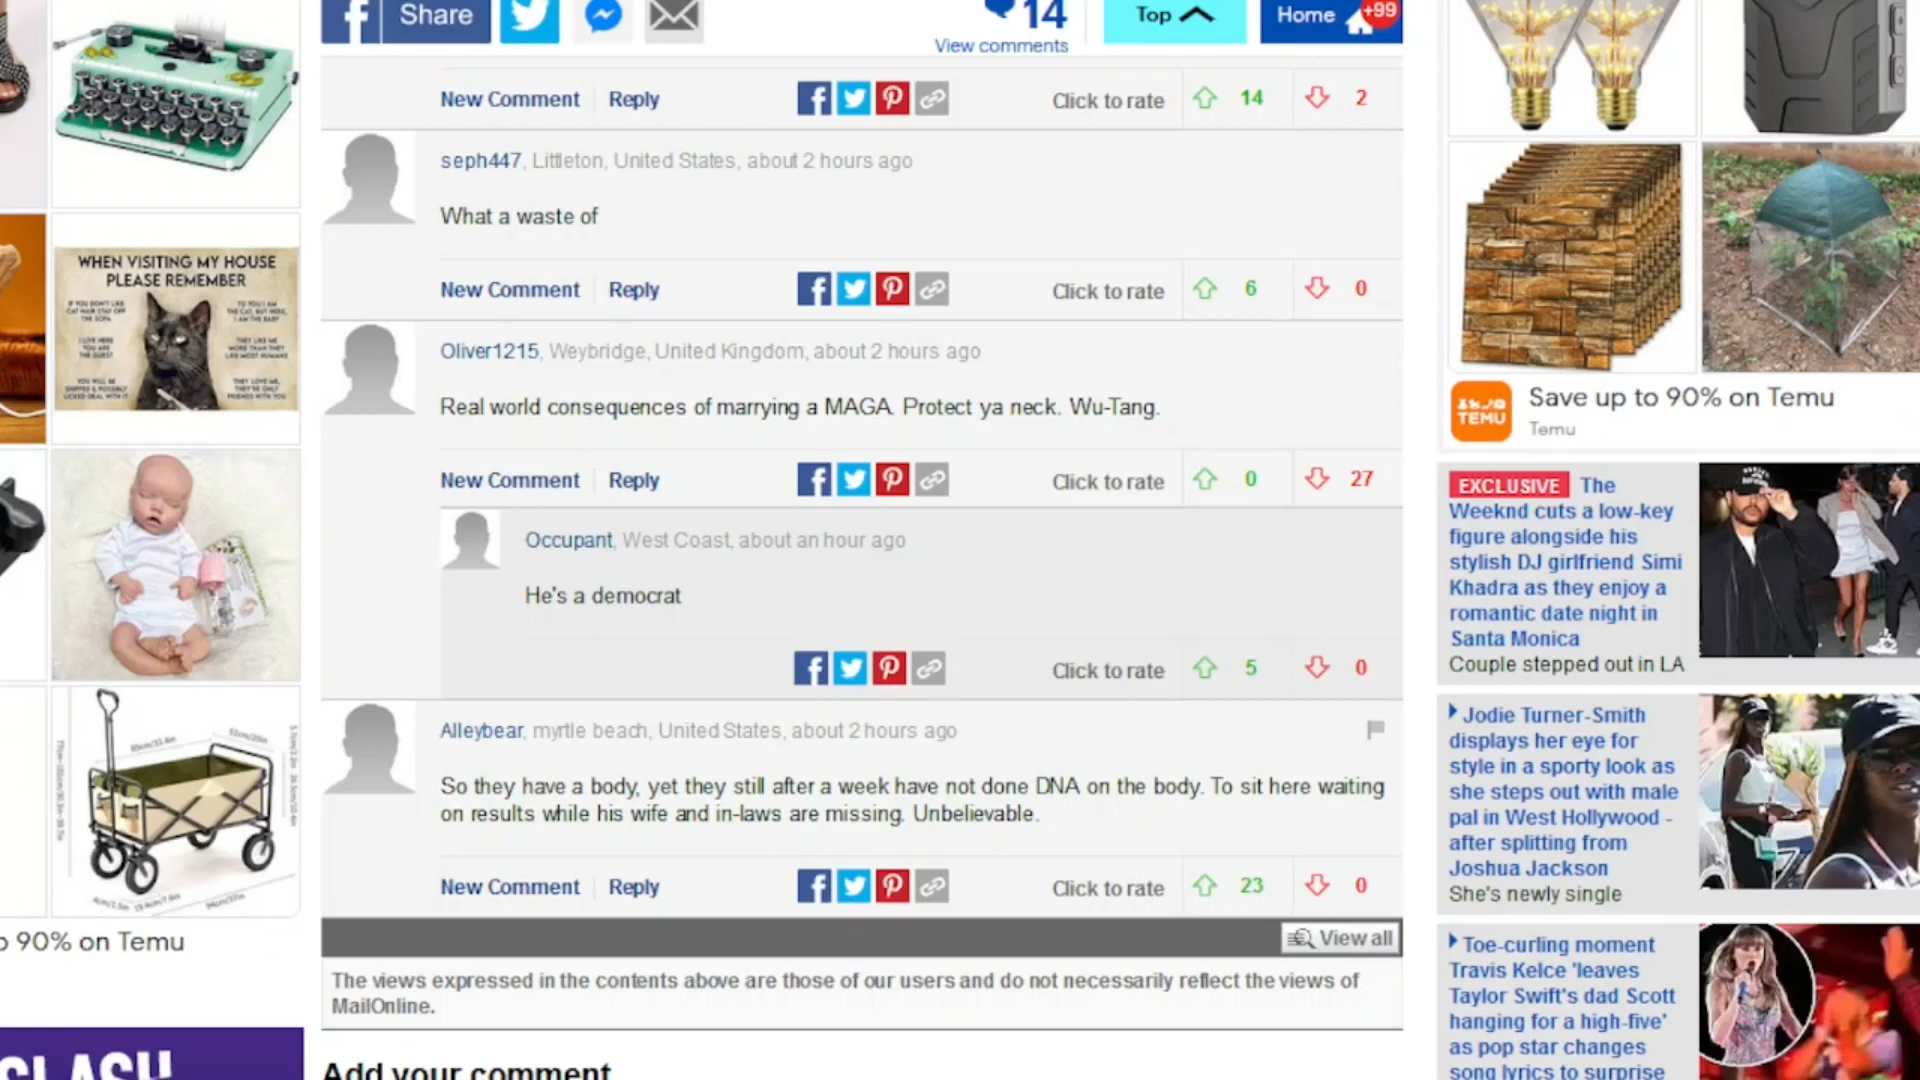 Share
14
View comments
Top
Home
+99
New Comment
Reply
Click to rate
14
2
seph447, Littleton, United States, about 2 hours ago
What a waste of
New Comment
Reply
Click to rate
6
0
Oliver1215, Weybridge, United Kingdom, about 2 hours ago
Real world consequences of marrying a MAGA. Protect ya neck. Wu-Tang.
New Comment
Reply
Click to rate
0
27
Occupant, West Coast, about an hour ago
He's a democrat
Click to rate
5
0
Alleybear, myrtle beach, United States, about 2 hours ago
So they have a body, yet they still after a week have not done DNA on the body. To sit here waiting
on results while his wife and in-laws are missing. Unbelievable.
New Comment
Reply
Click to rate
23
0
View all
The views expressed in the contents above are those of our users and do not necessarily reflect the views of
MailOnline.
Add your comment
WHEN VISITING MY HOUSE
PLEASE REMEMBER
90% on Temu
SLASH
TEMU
Save up to 90% on Temu
Temu
EXCLUSIVE The
Weeknd cuts a low-key
figure alongside his
stylish DJ girlfriend Simi
Khadra as they enjoy a
romantic date night in
Santa Monica
Couple stepped out in LA
Jodie Turner-Smith
displays her eye for
style in a sporty look as
she steps out with male
pal in West Hollywood -
after splitting from
Joshua Jackson
She's newly single
Toe-curling moment
Travis Kelce 'leaves
Taylor Swift's dad Scott
hanging for a high-five'
as pop star changes
song lyrics to surprise